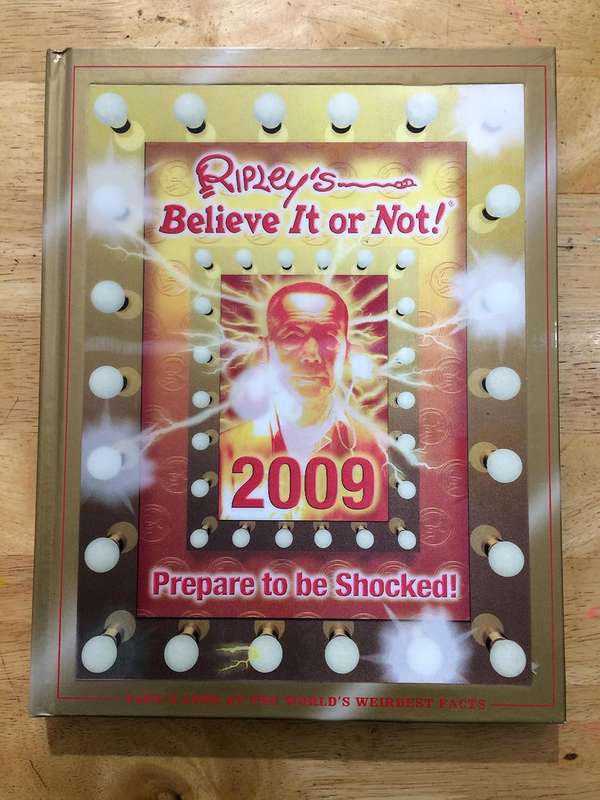 RIPLEY'S
Believe It or Not!®
2009
Prepare to be Shocked!
TAKE A LOOK AT THE WORLD'S WEIRDEST FACTS